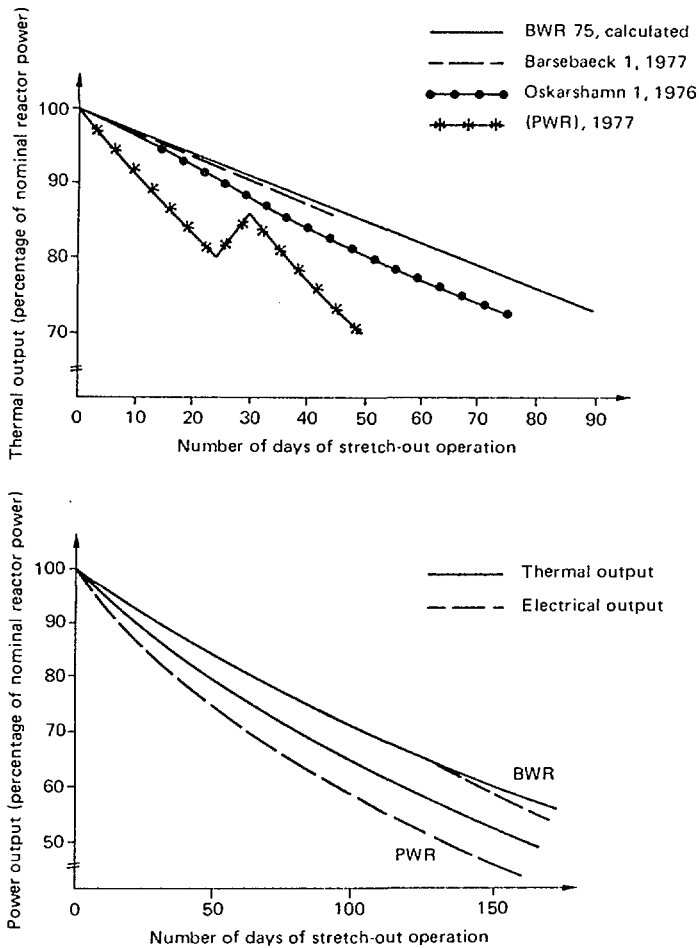 BWR 75, calculated
Barsebaeck 1, 1977
Oskarshamn 1, 1976
(PWR), 1977
Thermal output (percentage of nominal reactor power)
100
90
80
70
0 10 20 30 40 50 60 70 80 90
Number of days of stretch-out operation
Thermal output
Electrical output
Power output (percentage of nominal reactor power)
100
90
80
70
60
50
BWR
PWR
0 50 100 150
Number of days of stretch-out operation